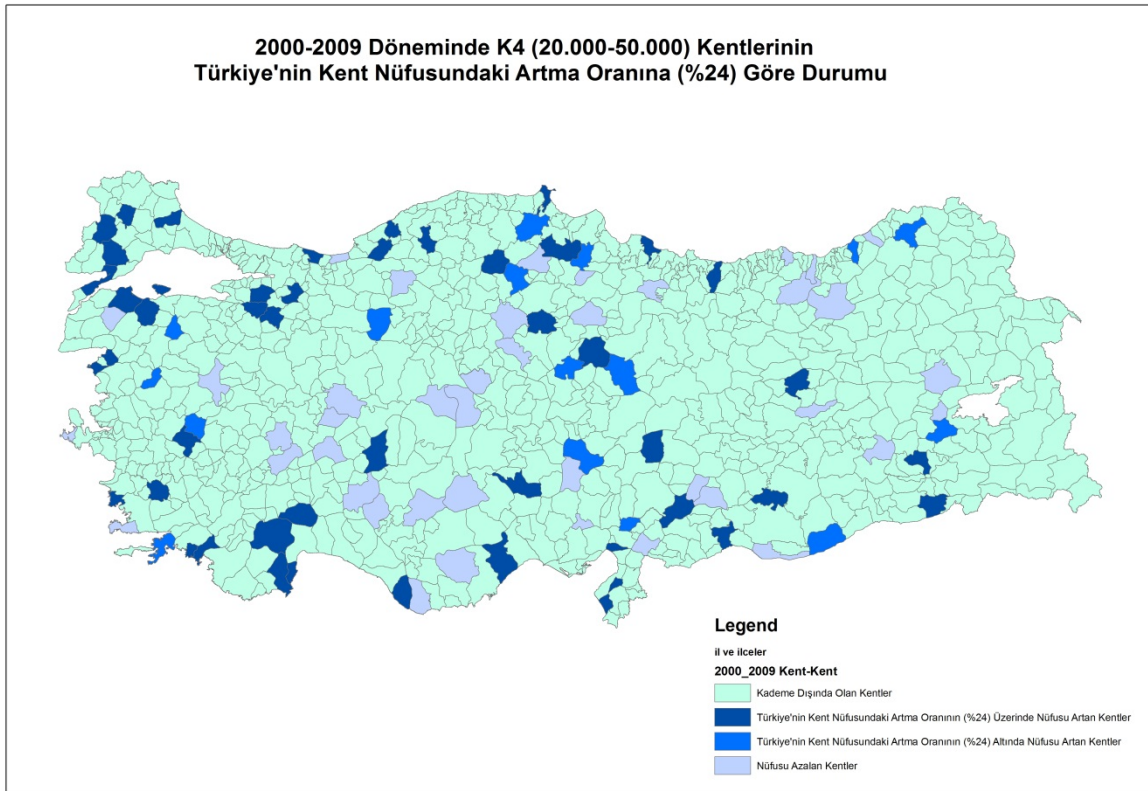 2000-2009 Döneminde K4 (20.000-50.000) Kentlerinin
Türkiye'nin Kent Nüfusundaki Artma Oranına (%24) Göre Durumu
Legend
il ve ilceler
2000_2009 Kent-Kent
Kademe Dışında Olan Kentler
Türkiye'nin Kent Nüfusundaki Artma Oranının (%24) Üzerinde Nüfusu Artan Kentler
Türkiye'nin Kent Nüfusundaki Artma Oranının (%24) Altında Nüfusu Artan Kentler
Nüfusu Azalan Kentler